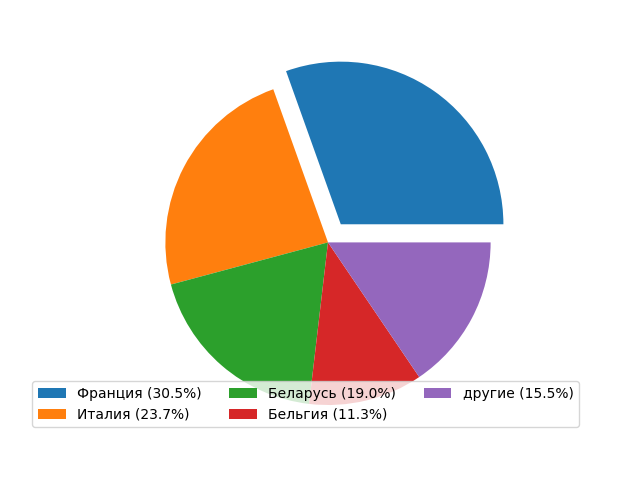 Франция (30.5%)
Италия (23.7%)
Беларусь (19.0%)
Бельгия (11.3%)
другие (15.5%)